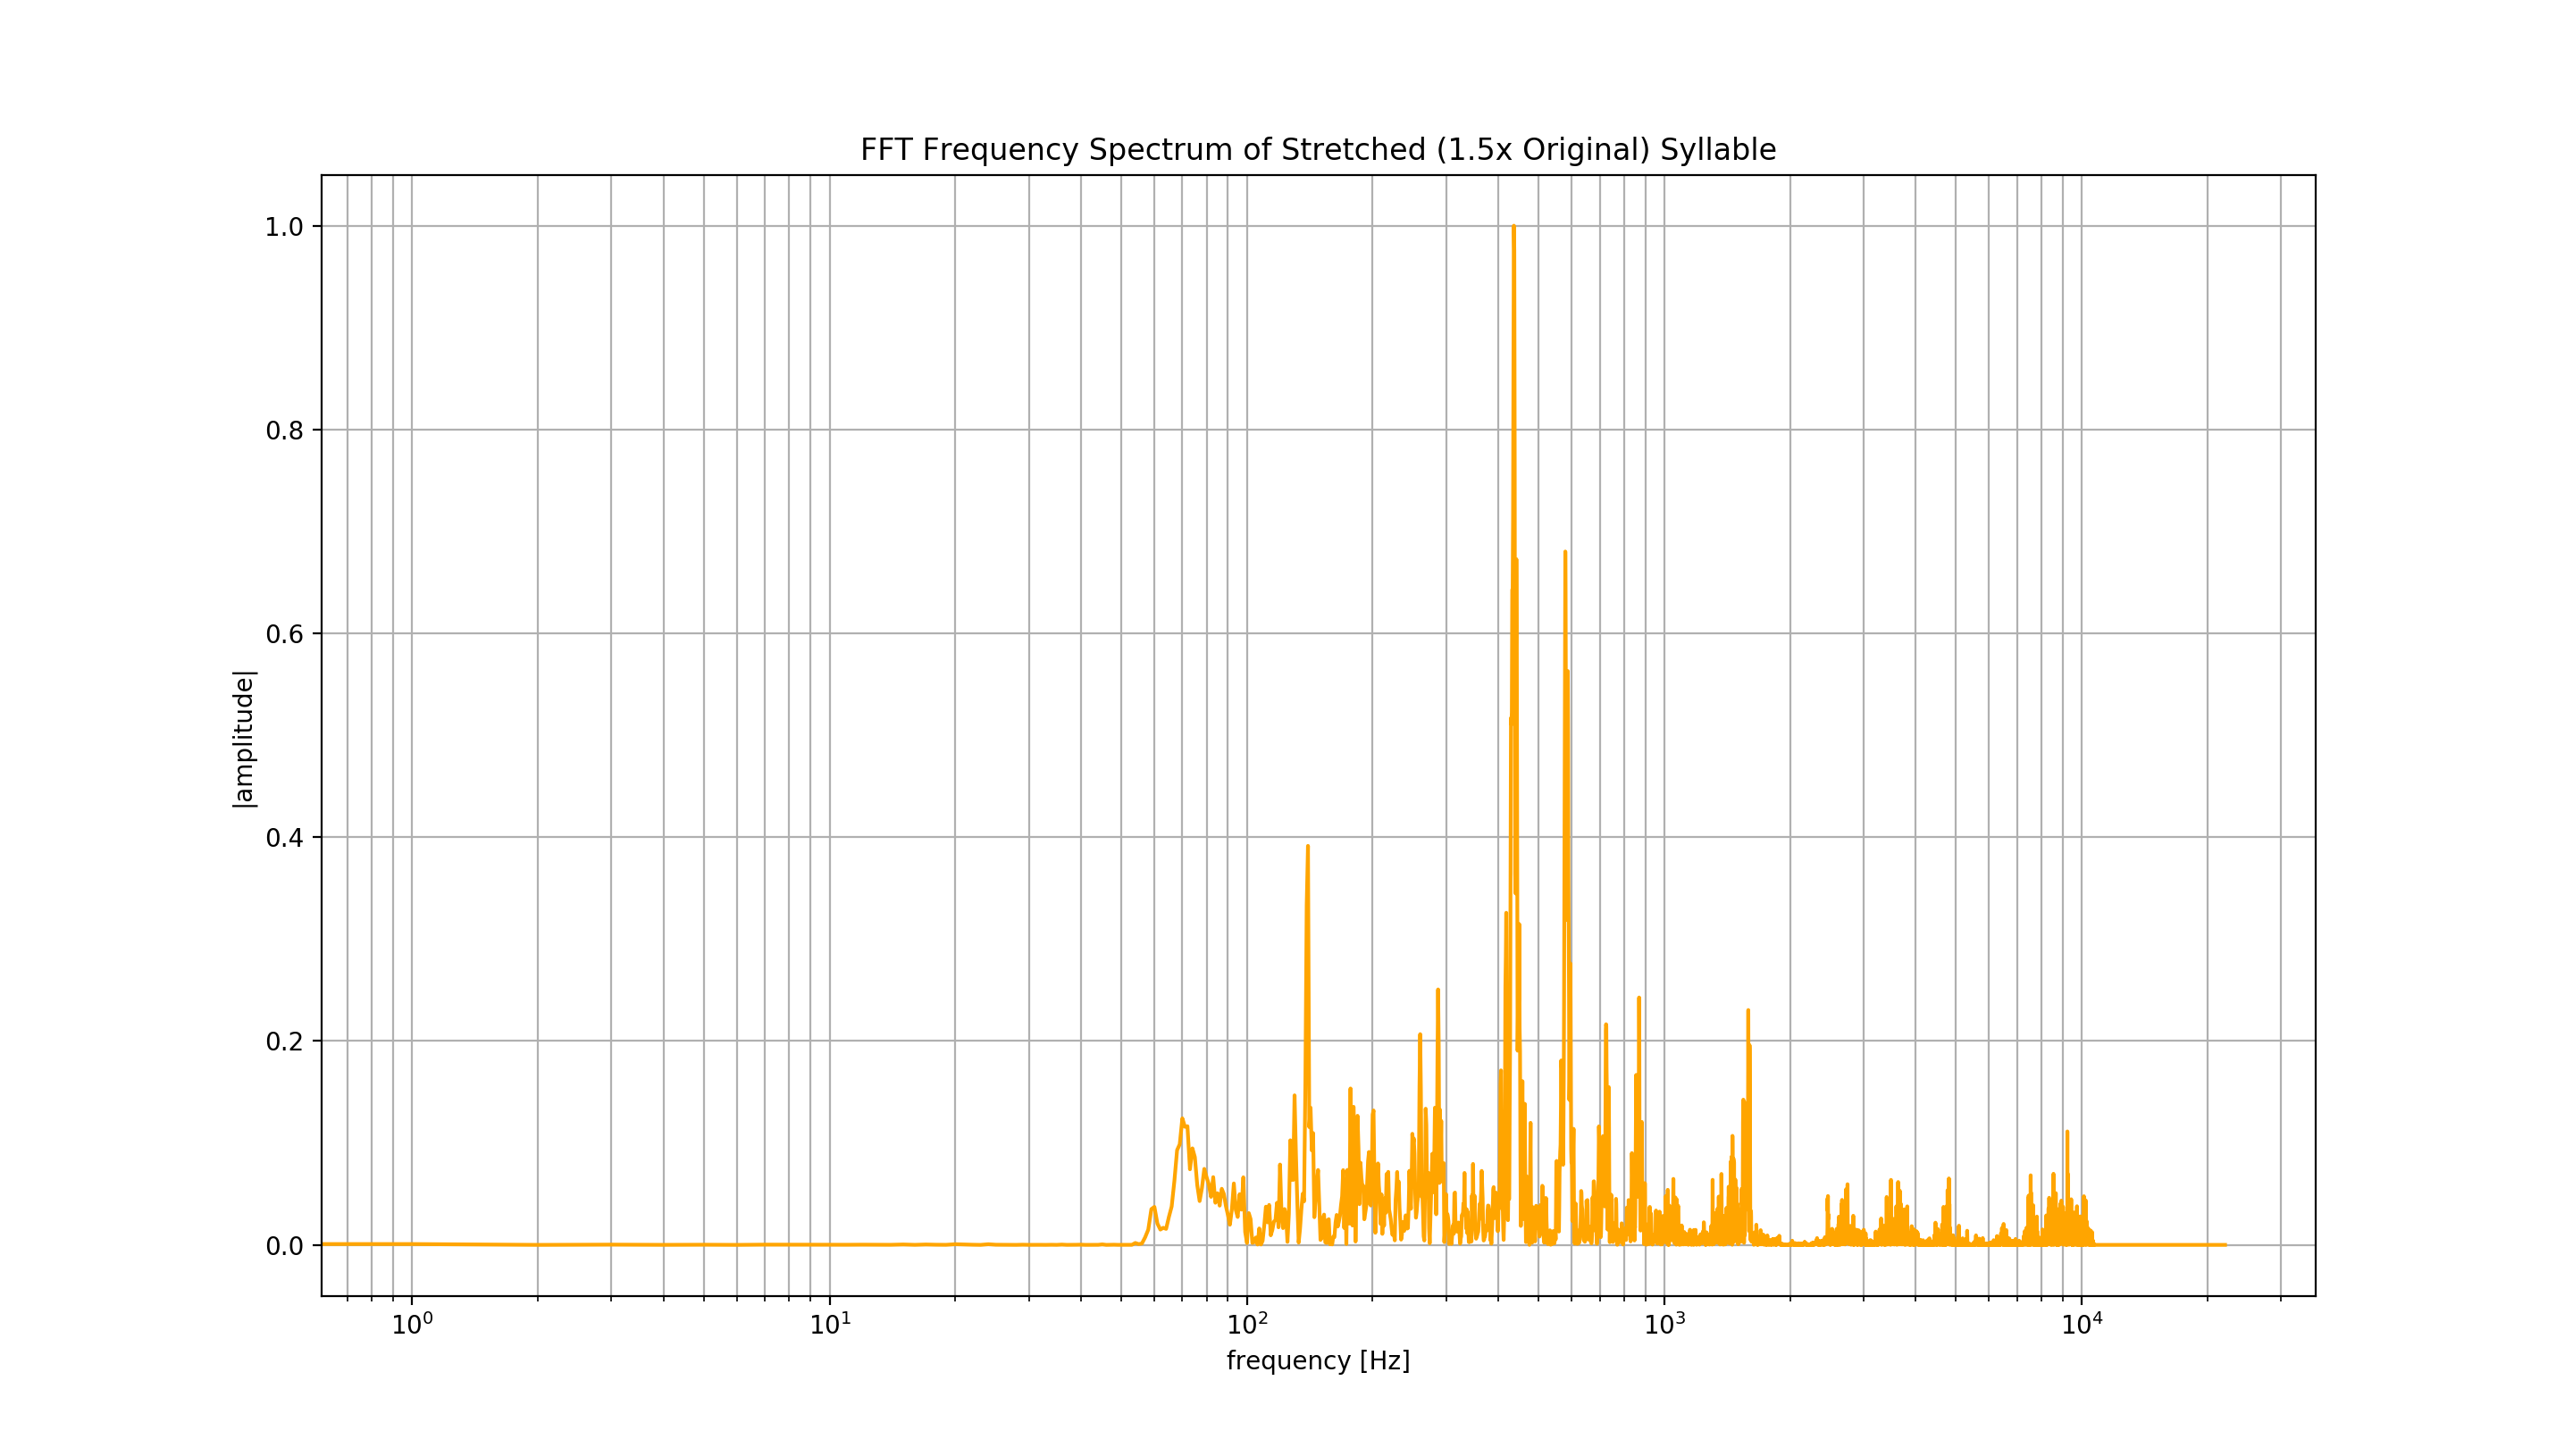 FFT Frequency Spectrum of Stretched (1.5x Original) Syllable
1.0
0.8
0.6
0.4
0.2
0.0
|amplitude|
10⁰ 10¹ 10² 10³ 10⁴
frequency [Hz]